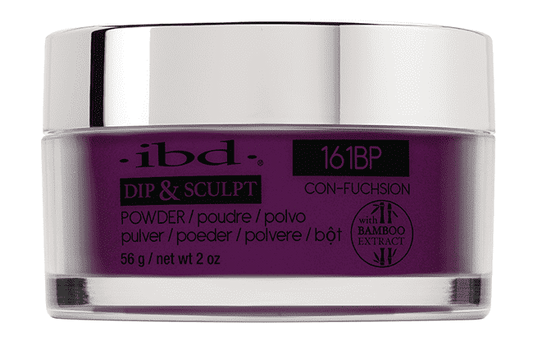 ·ibd·®
DIP & SCULPT
POWDER / poudre / polvo
pulver / poeder / polvere / bột
56 g / net wt 2 oz
161BP
CON-FUCHSION
with
BAMBOO
EXTRACT